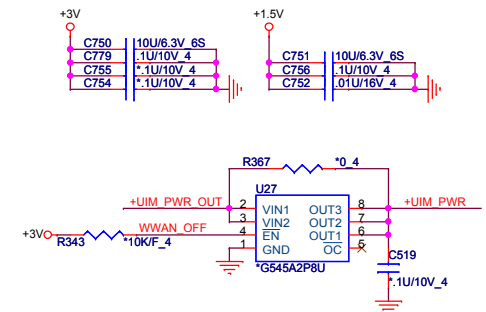 +3V +1.5V
C750 10U/6.3V_6S C751 10U/6.3V_6S
C779 .1U/10V_4 C756 .1U/10V_4
C755 *.1U/10V_4 C752 .01U/16V_4
C754 *.1U/10V_4
R367 *0_4
U27
+UIM_PWR_OUT 2 VIN1 OUT3 8 +UIM_PWR
3 VIN2 OUT2 7
+3V WWAN_OFF 4 EN OUT1 6
R343 *10K/F_4 1 GND OC 5
*G545A2P8U
C519
*.1U/10V_4